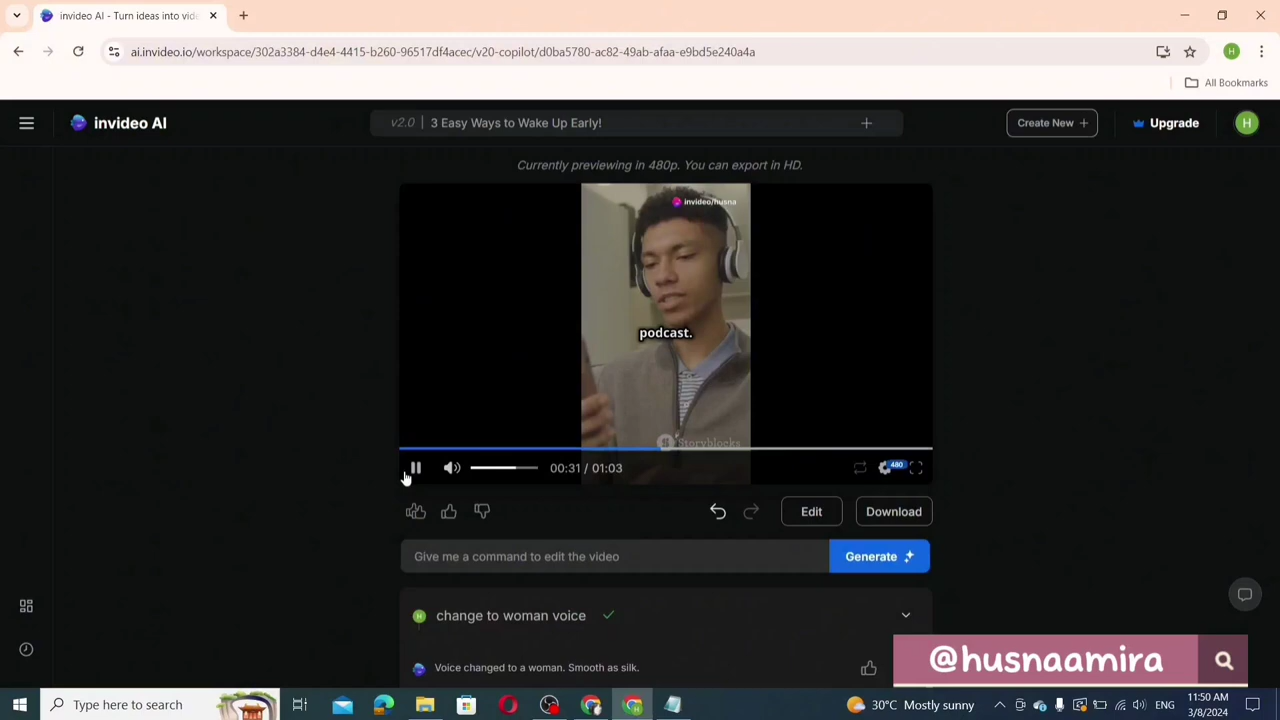 invideo AI - Turn ideas into vide
ai.invideo.io/workspace/302a3384-d4e4-4415-b260-96517df4acec/v20-copilot/d0ba5780-ac82-49ab-afaa-e9bd5e240a4a
H
All Bookmarks
invideo AI
v2.0 | 3 Easy Ways to Wake Up Early!
Create New +
Upgrade
H
Currently previewing in 480p. You can export in HD.
invideo/husna
podcast.
S Storyblocks
00:31 / 01:03
480
Edit
Download
Give me a command to edit the video
Generate
H change to woman voice
Voice changed to a woman. Smooth as silk.
@husnaamira
Type here to search
30°C Mostly sunny
ENG
11:50 AM
3/8/2024